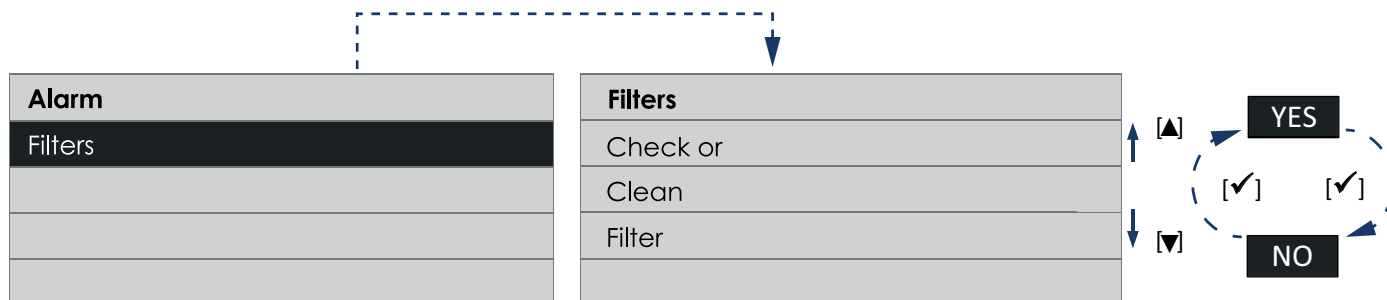 Alarm
Filters
Filters
Check or
Clean
Filter
[▲]
[▼]
YES
[✔] [✔]
NO